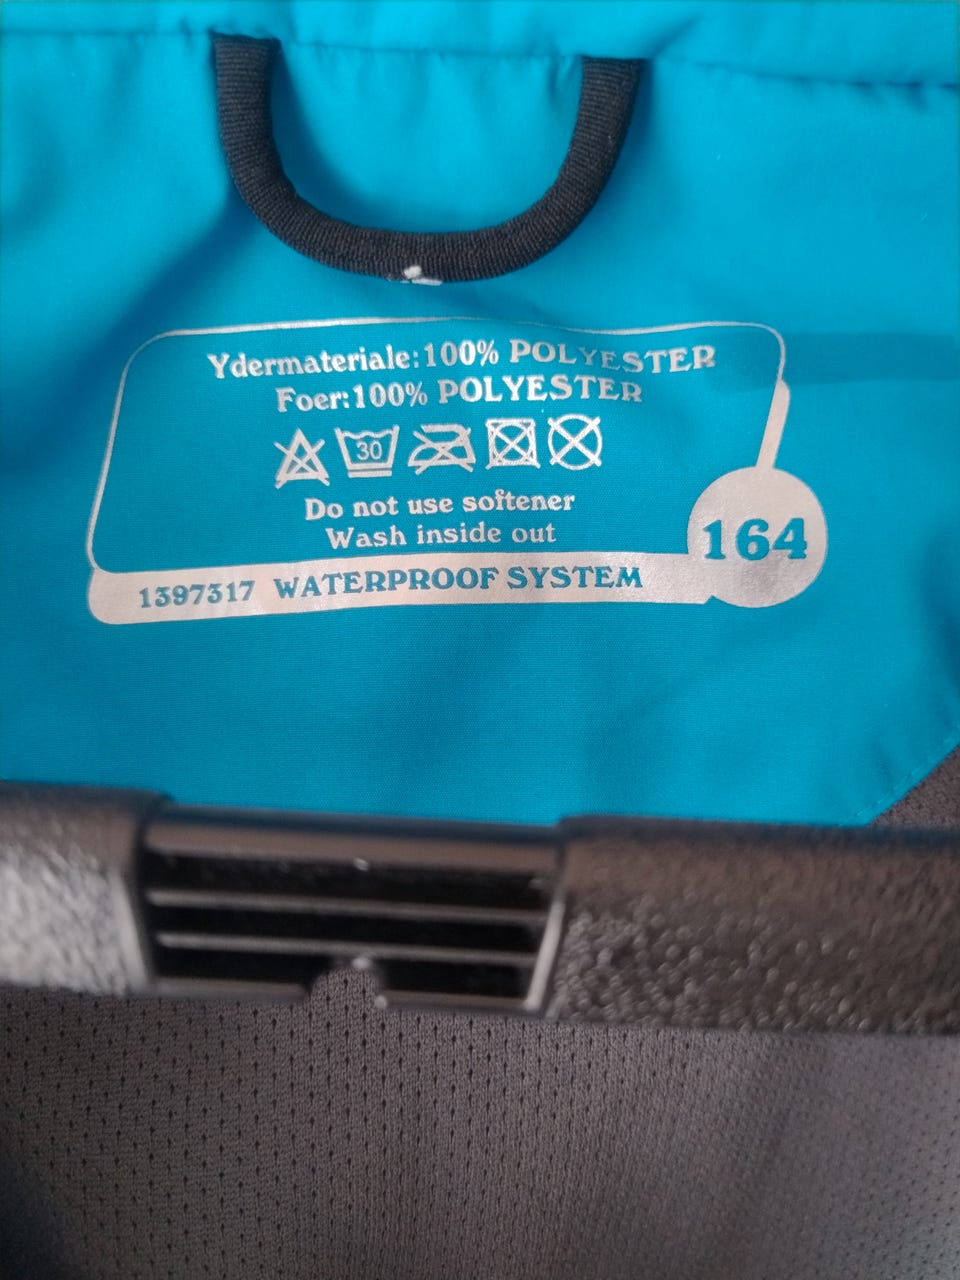 Ydermateriale:100% POLYESTER
Foer:100% POLYESTER
30
Do not use softener
Wash inside out
164
1397317 WATERPROOF SYSTEM